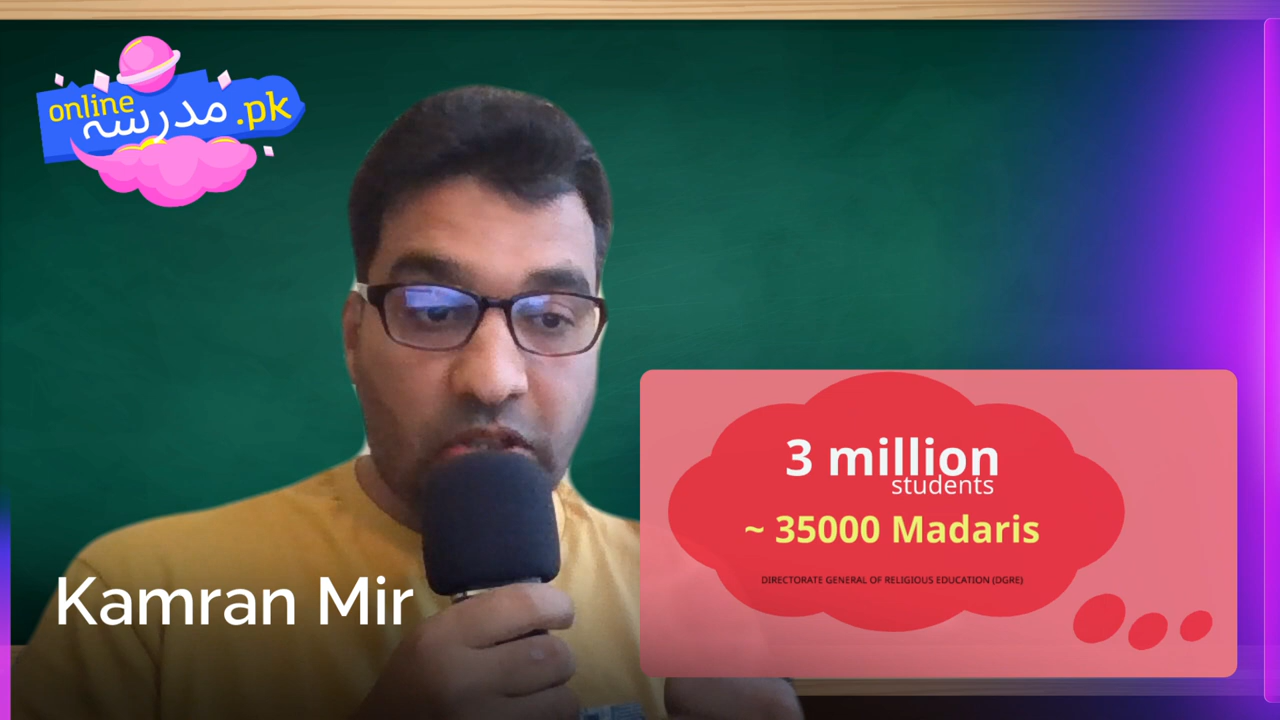 online
مدرسہ.pk
3 million
students
~ 35000 Madaris
DIRECTORATE GENERAL OF RELIGIOUS EDUCATION (DGRE)
Kamran Mir